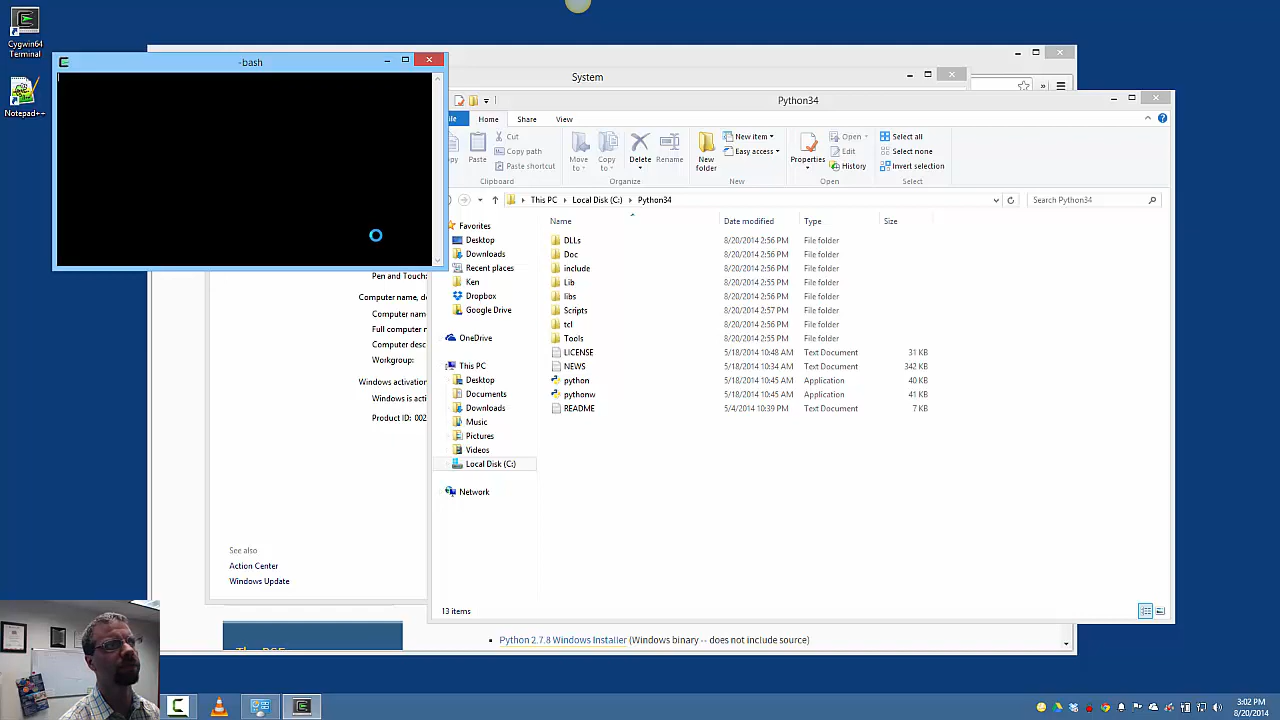 Cygwin64
Terminal
Notepad++
-bash
System
Python34
Home
Share
View
Paste
Cut
Copy path
Paste shortcut
Clipboard
Move
to
Copy
to
Delete
Rename
Organize
New
folder
New item
Easy access
New
Properties
Open
Edit
History
Open
Select all
Select none
Invert selection
Select
This PC
Local Disk (C:)
Python34
Search Python34
Name
Date modified
Type
Size
DLLs 8/20/2014 2:56 PM File folder
Doc 8/20/2014 2:56 PM File folder
include 8/20/2014 2:56 PM File folder
Lib 8/20/2014 2:55 PM File folder
libs 8/20/2014 2:55 PM File folder
Scripts 8/20/2014 2:57 PM File folder
tcl 8/20/2014 2:56 PM File folder
Tools 8/20/2014 2:55 PM File folder
LICENSE 5/18/2014 10:48 AM Text Document 31 KB
NEWS 5/18/2014 10:34 AM Text Document 342 KB
python 5/18/2014 10:45 AM Application 40 KB
pythonw 5/18/2014 10:45 AM Application 41 KB
README 5/4/2014 10:39 PM Text Document 7 KB
Favorites
Desktop
Downloads
Recent places
Ken
Dropbox
Google Drive
OneDrive
This PC
Desktop
Documents
Downloads
Music
Pictures
Videos
Local Disk (C:)
Network
13 items
Pen and Touch:
Computer name, do
Computer name
Full computer n
Computer desc
Workgroup:
Windows activation
Windows is acti
Product ID: 002
See also
Action Center
Windows Update
Python 2.7.8 Windows Installer (Windows binary -- does not include source)
3:02 PM
8/20/2014